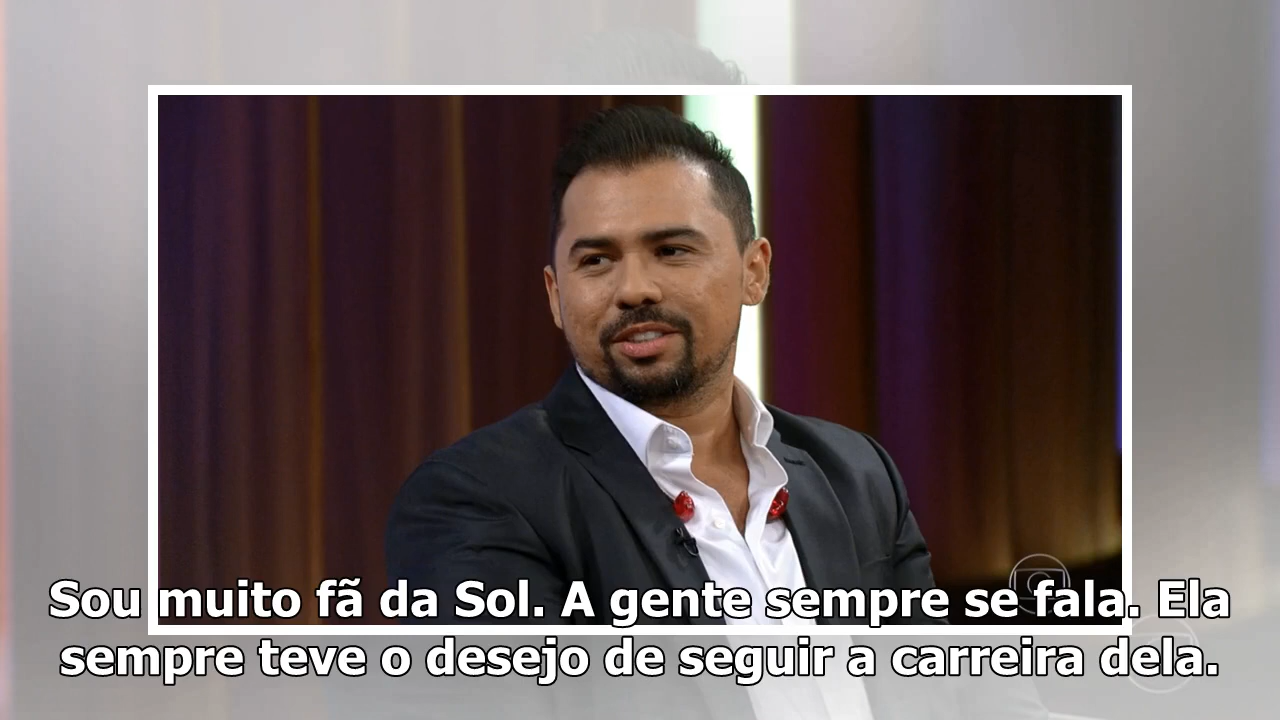 Sou muito fã da Sol. A gente sempre se fala. Ela
sempre teve o desejo de seguir a carreira dela.